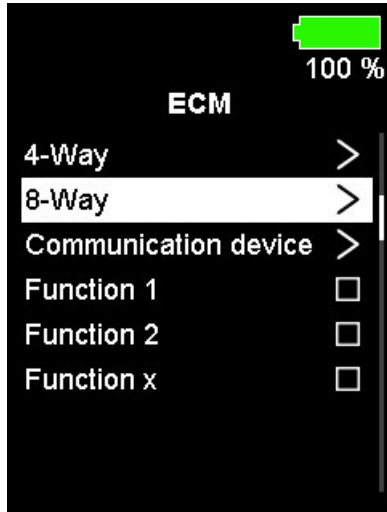 100 %
ECM
4-Way
8-Way
Communication device
Function 1
Function 2
Function x